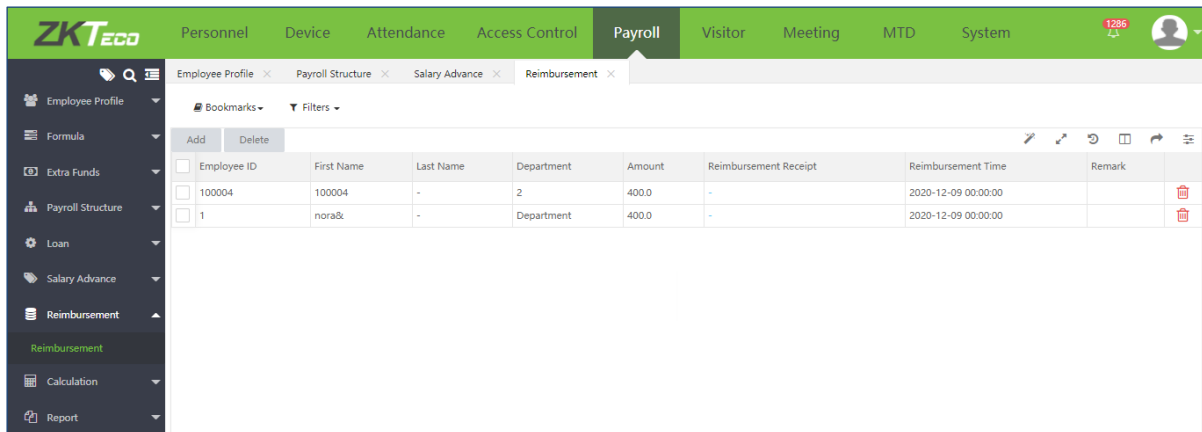 ZKTeco Personnel Device Attendance Access Control Payroll Visitor Meeting MTD System 1286
Employee Profile × Payroll Structure × Salary Advance × Reimbursement ×
Employee Profile
Formula
Extra Funds
Payroll Structure
Loan
Salary Advance
Reimbursement
Reimbursement
Calculation
Report
Bookmarks Filters
Add Delete
Employee ID First Name Last Name Department Amount Reimbursement Receipt Reimbursement Time Remark
100004 100004 - 2 400.0 - 2020-12-09 00:00:00
1 nora& - Department 400.0 - 2020-12-09 00:00:00